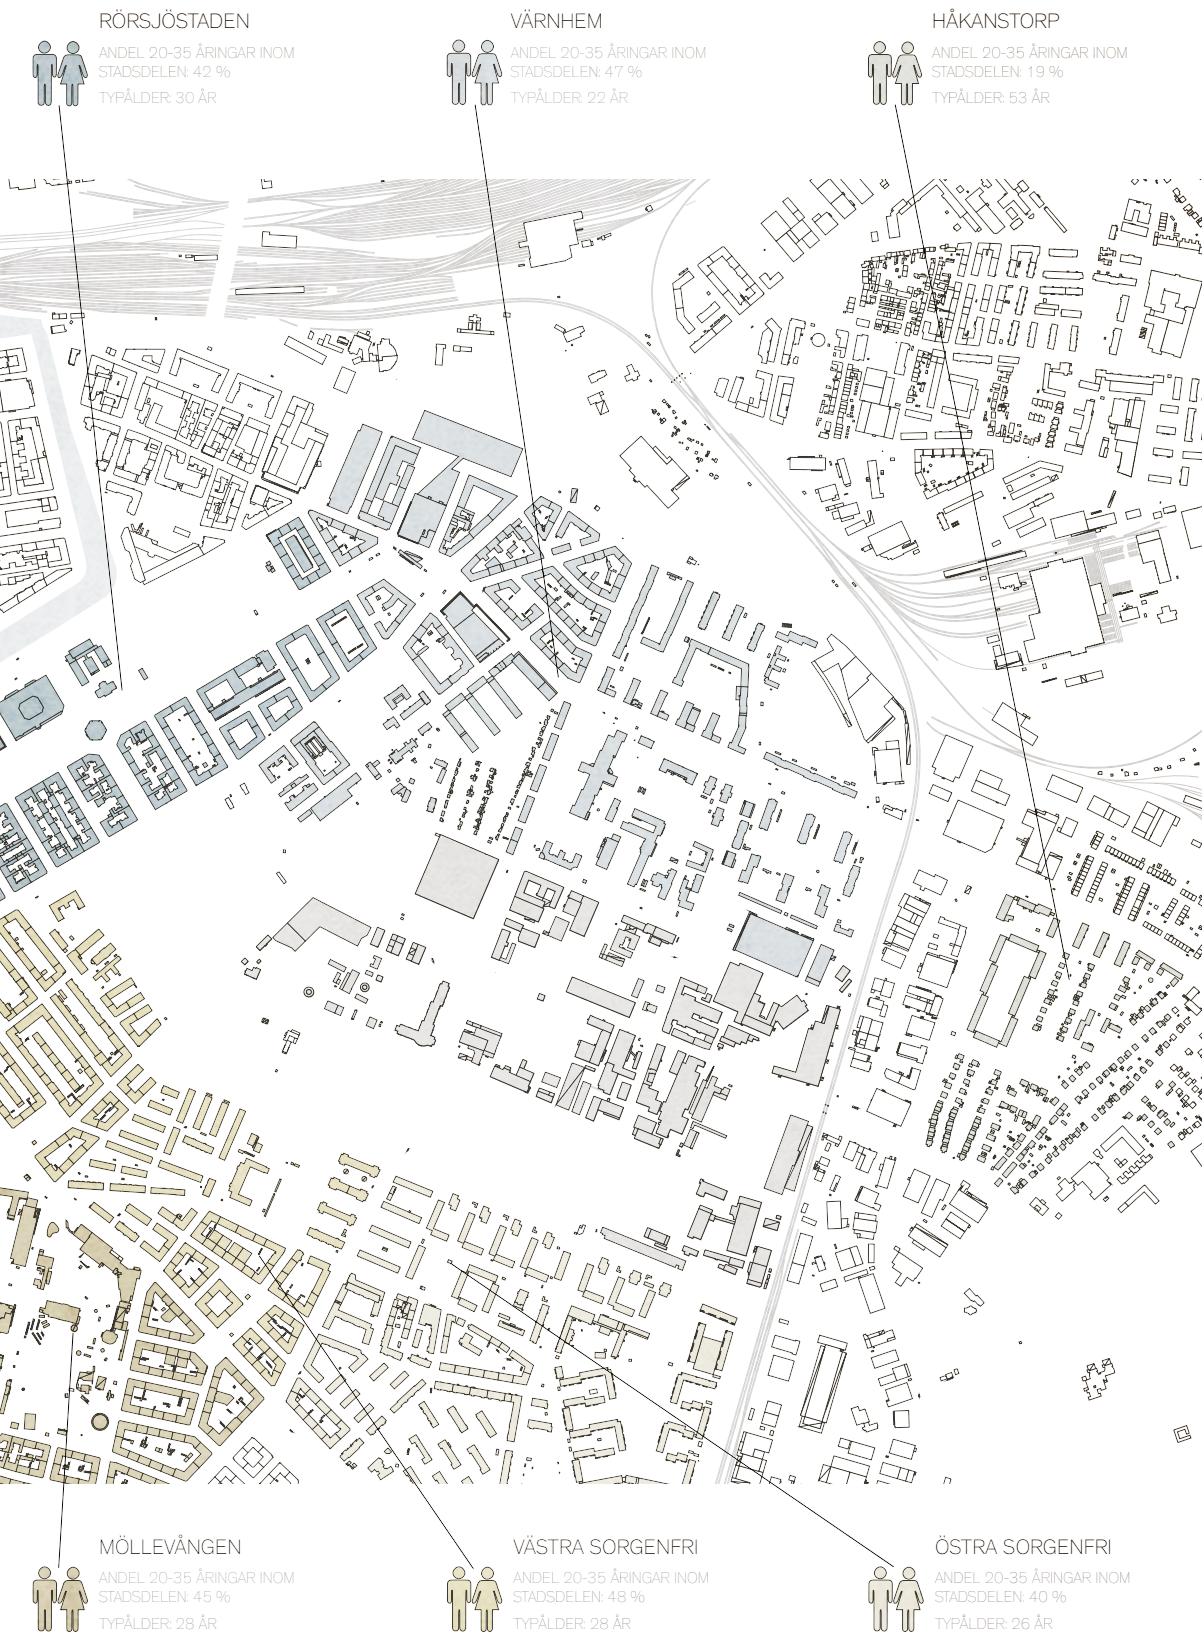 RÖRSJÖSTADEN
ANDEL 20-35 ÅRINGAR INOM
STADSDELEN: 42 %
TYPÅLDER: 30 ÅR
VÄRNHEM
ANDEL 20-35 ÅRINGAR INOM
STADSDELEN: 47 %
TYPÅLDER: 22 ÅR
HÅKANSTORP
ANDEL 20-35 ÅRINGAR INOM
STADSDELEN: 19 %
TYPÅLDER: 53 ÅR
MÖLLEVÅNGEN
ANDEL 20-35 ÅRINGAR INOM
STADSDELEN: 45 %
TYPÅLDER: 28 ÅR
VÄSTRA SORGENFRI
ANDEL 20-35 ÅRINGAR INOM
STADSDELEN: 48 %
TYPÅLDER: 28 ÅR
ÖSTRA SORGENFRI
ANDEL 20-35 ÅRINGAR INOM
STADSDELEN: 40 %
TYPÅLDER: 26 ÅR